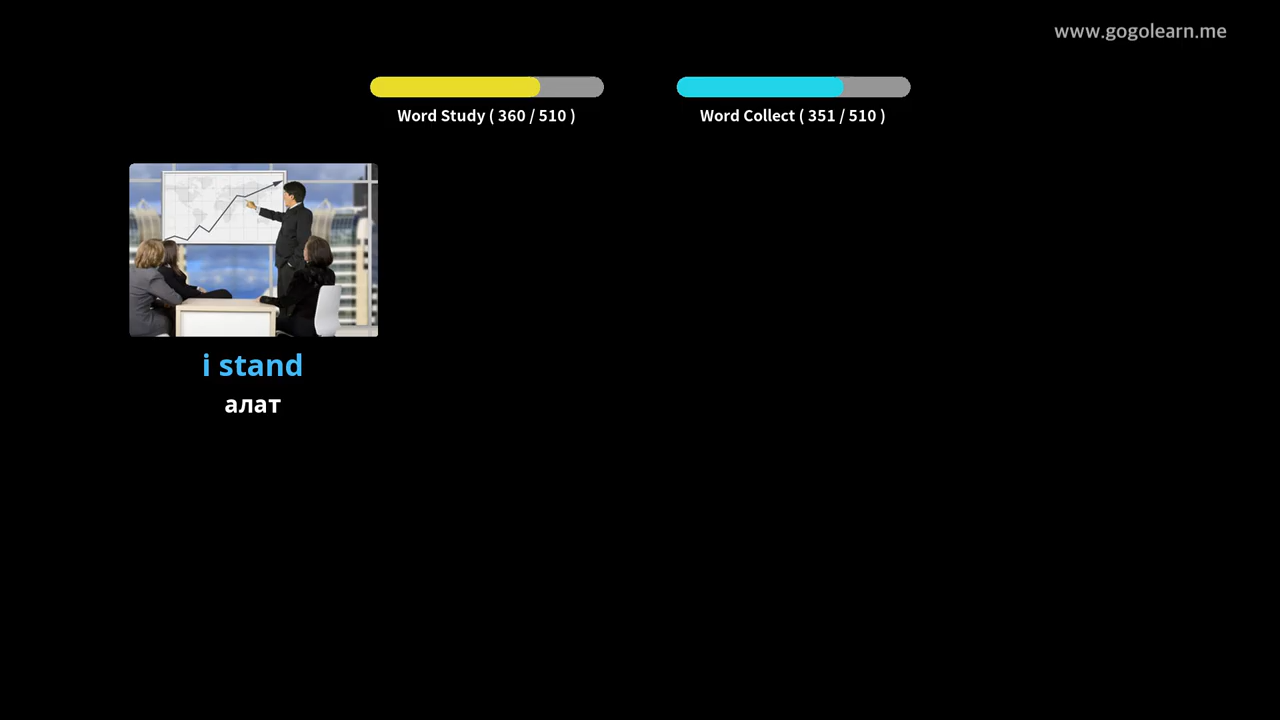 www.gogolearn.me
Word Study ( 360 / 510 )
Word Collect ( 351 / 510 )
i stand
алат